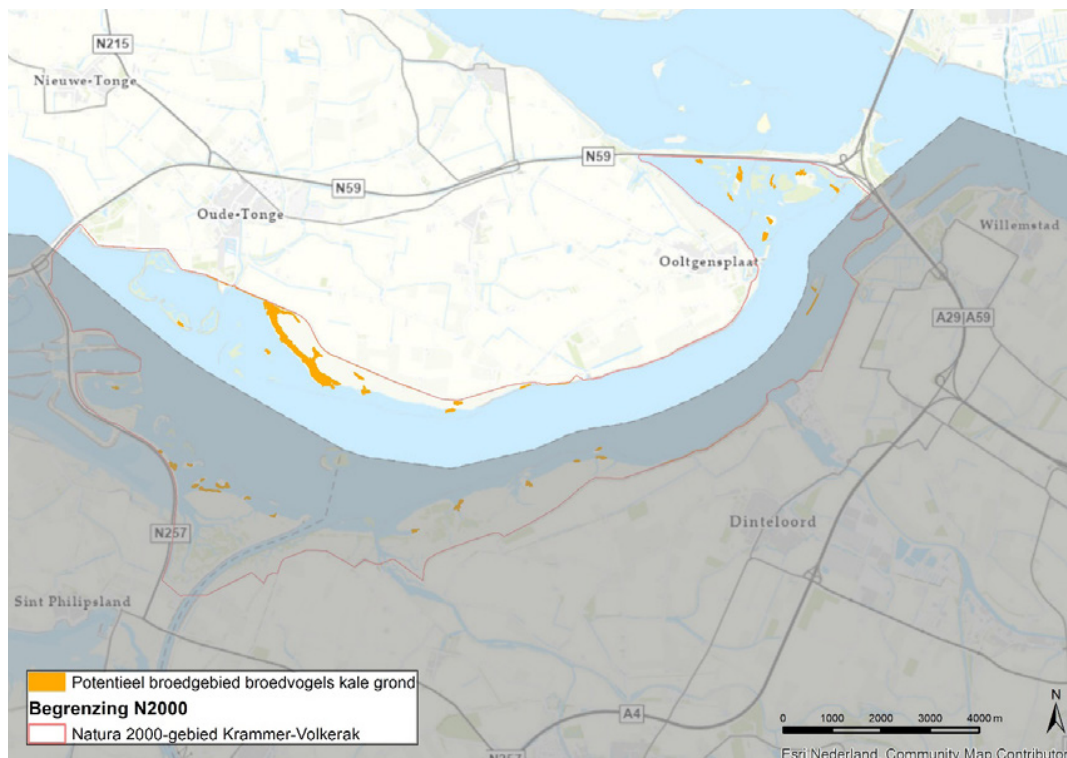 N215
Nieuwe-Tonge
N59
N59
Oude-Tonge
Ooltgensplaat
Willemstad
A29|A59
N257
Dinteloord
Sint Philipsland
Potentieel broedgebied broedvogels kale grond
Begrenzing N2000
Natura 2000-gebied Krammer-Volkerak
A4
N257
N
0 1000 2000 3000 4000 m
Esri Nederland, Community Map Contributor